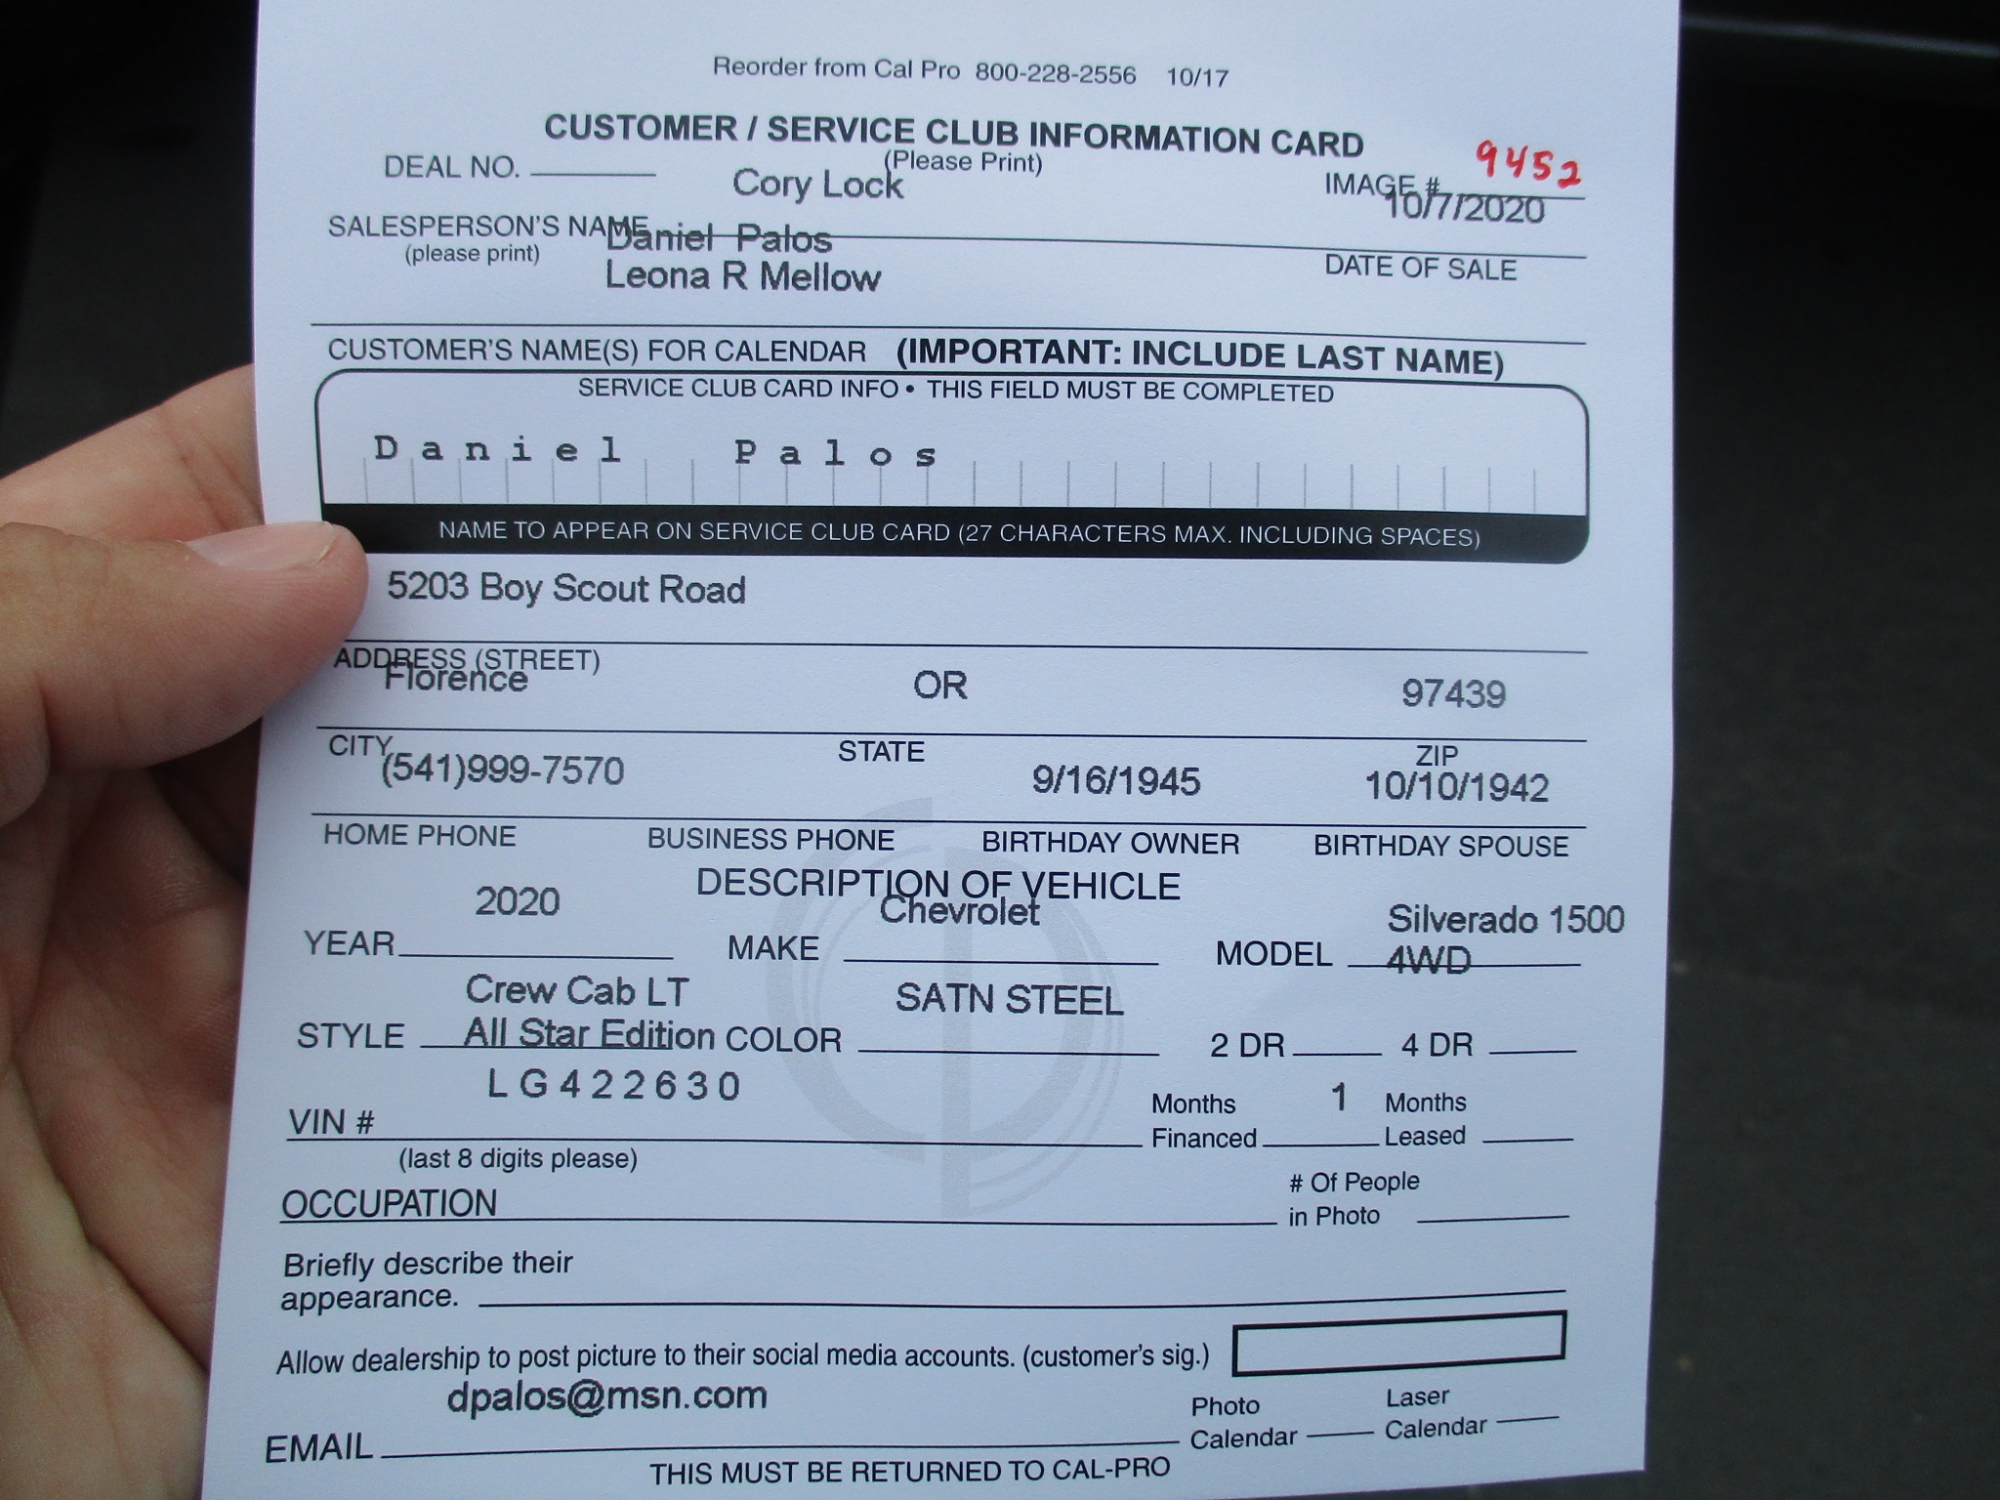 Reorder from Cal Pro 800-228-2556 10/17
CUSTOMER / SERVICE CLUB INFORMATION CARD
(Please Print)
DEAL NO. Cory Lock IMAGE # 9452
10/7/2020
SALESPERSON'S NAME Daniel Palos
(please print) Leona R Mellow DATE OF SALE
CUSTOMER'S NAME(S) FOR CALENDAR (IMPORTANT: INCLUDE LAST NAME)
SERVICE CLUB CARD INFO • THIS FIELD MUST BE COMPLETED
Daniel Palos
NAME TO APPEAR ON SERVICE CLUB CARD (27 CHARACTERS MAX. INCLUDING SPACES)
5203 Boy Scout Road
ADDRESS (STREET)
Florence OR 97439
CITY STATE ZIP
(541)999-7570 9/16/1945 10/10/1942
HOME PHONE BUSINESS PHONE BIRTHDAY OWNER BIRTHDAY SPOUSE
DESCRIPTION OF VEHICLE
2020 Chevrolet Silverado 1500
YEAR MAKE MODEL 4WD
Crew Cab LT SATN STEEL
STYLE All Star Edition COLOR 2 DR 4 DR
LG422630
VIN # Months Financed 1 Months Leased
(last 8 digits please)
OCCUPATION # Of People in Photo
Briefly describe their
appearance.
Allow dealership to post picture to their social media accounts. (customer's sig.)
dpalos@msn.com
EMAIL Photo Calendar Laser Calendar
THIS MUST BE RETURNED TO CAL-PRO